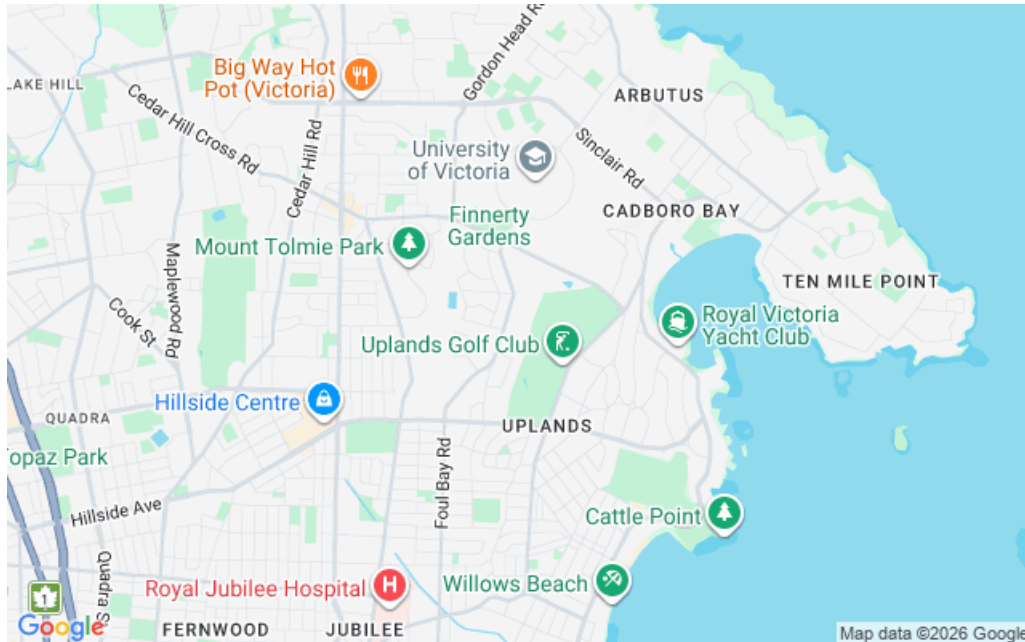 Gordon Head Rd
Big Way Hot
Pot (Victoria)
LAKE HILL
ARBUTUS
Cedar Hill Cross Rd
Cedar Hill Rd
University
of Victoria
Sinclair Rd
CADBORO BAY
Finnerty
Gardens
Mount Tolmie Park
Maplewood Rd
TEN MILE POINT
Cook St
Royal Victoria
Yacht Club
Uplands Golf Club
Hillside Centre
QUADRA
UPLANDS
Topaz Park
Foul Bay Rd
Hillside Ave
Cattle Point
Quadra S
Royal Jubilee Hospital
Willows Beach
1
Google
FERNWOOD
JUBILEE
Map data ©2026 Google